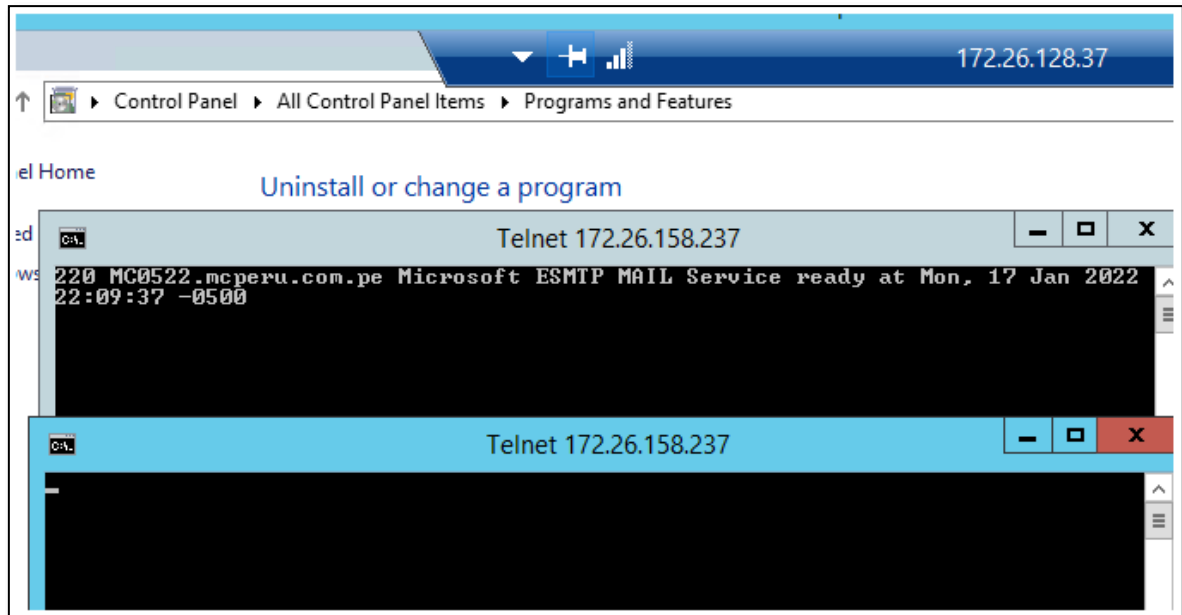 172.26.128.37
Control Panel All Control Panel Items Programs and Features
el Home
Uninstall or change a program
ed
Telnet 172.26.158.237
ws
220 MC0522.mcperu.com.pe Microsoft ESMTP MAIL Service ready at Mon, 17 Jan 2022
22:09:37 -0500
Telnet 172.26.158.237